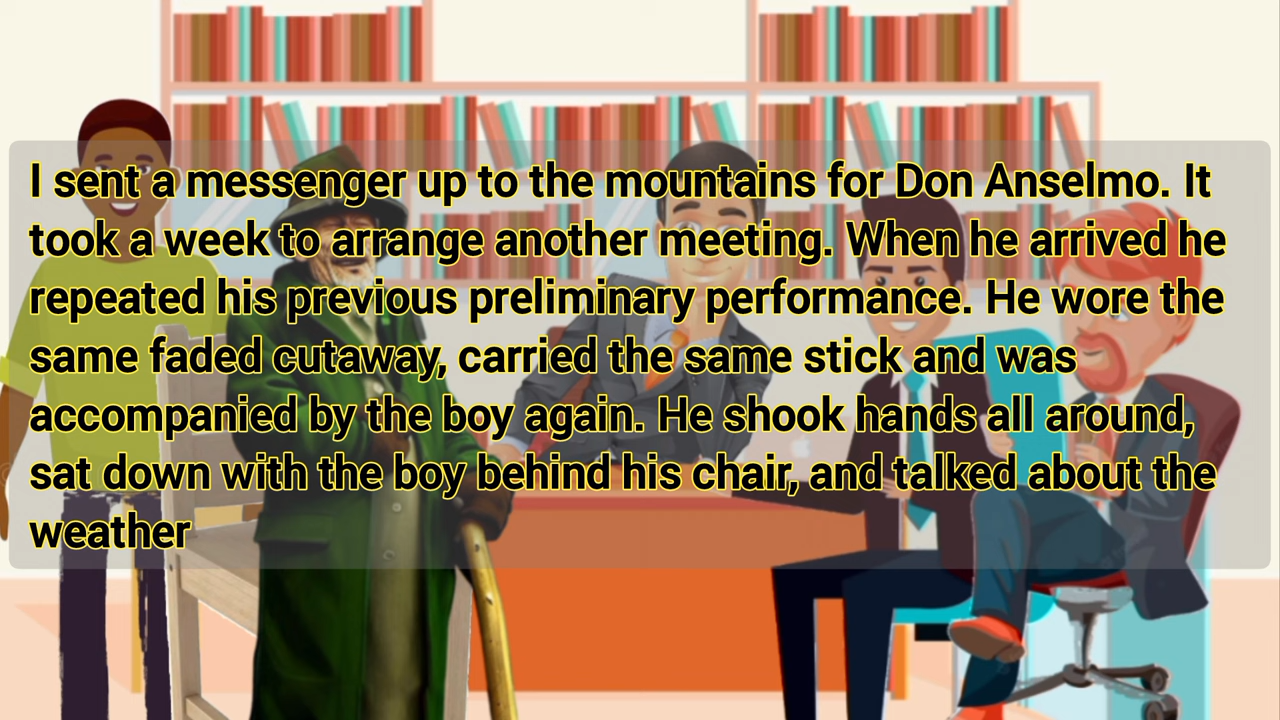 I sent a messenger up to the mountains for Don Anselmo. It
took a week to arrange another meeting. When he arrived he
repeated his previous preliminary performance. He wore the
same faded cutaway, carried the same stick and was
accompanied by the boy again. He shook hands all around,
sat down with the boy behind his chair, and talked about the
weather